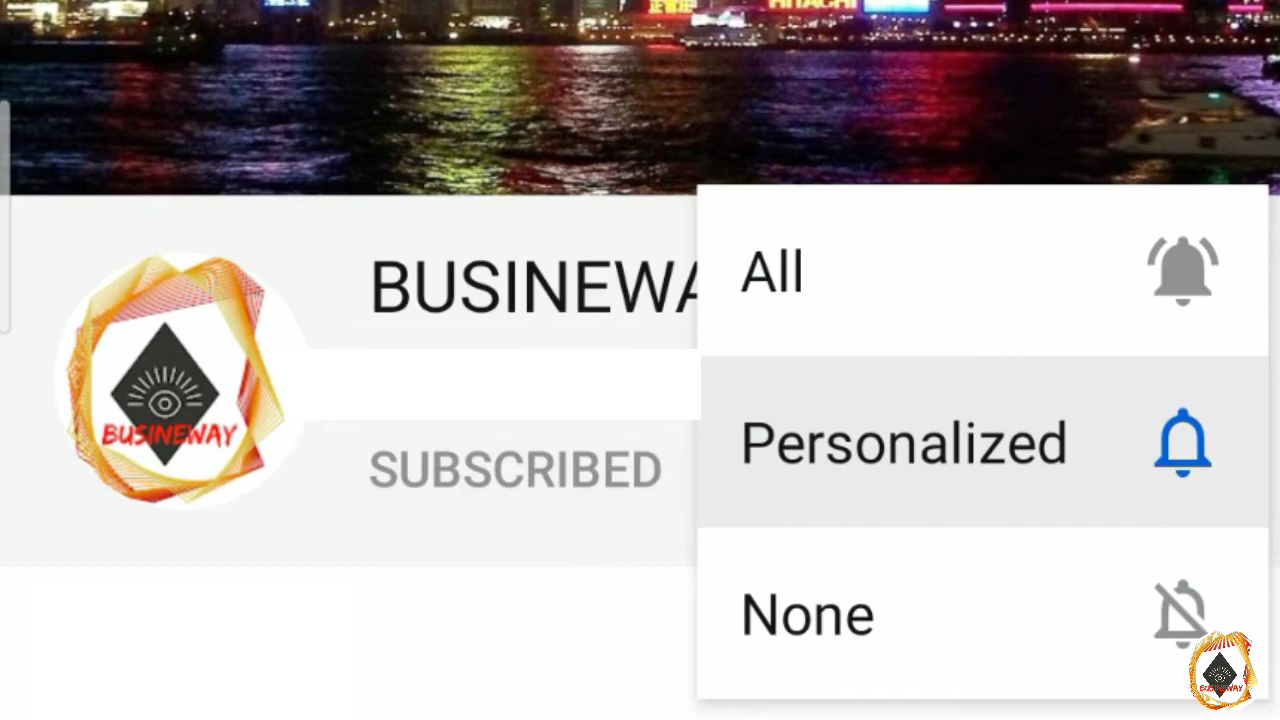 HITACHI
BUSINEWA
All
BUSINEWAY
Personalized
SUBSCRIBED
None
BUSINEWAY